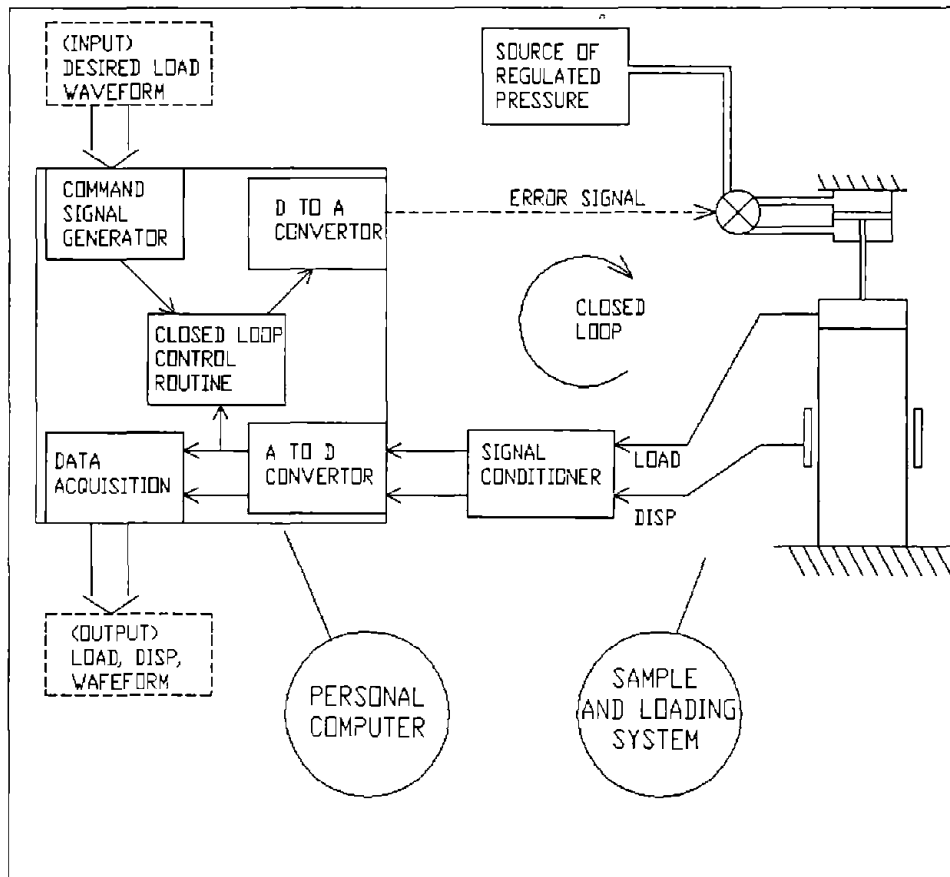 (INPUT)
DESIRED LOAD
WAVEFORM
SOURCE OF
REGULATED
PRESSURE
COMMAND
SIGNAL
GENERATOR
D TO A
CONVERTOR
ERROR SIGNAL
CLOSED LOOP
CONTROL
ROUTINE
CLOSED
LOOP
DATA
ACQUISITION
A TO D
CONVERTOR
SIGNAL
CONDITIONER
LOAD
DISP
(OUTPUT)
LOAD, DISP,
WAFEFORM
PERSONAL
COMPUTER
SAMPLE
AND LOADING
SYSTEM